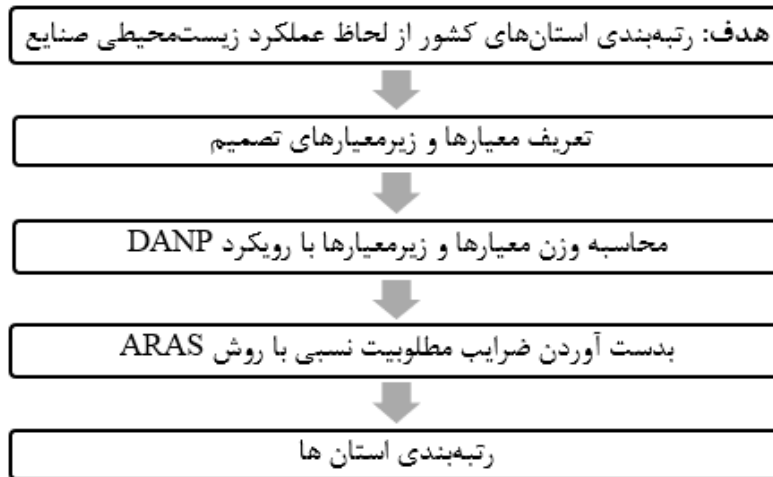 هدف: رتبه‌بندی استان‌های کشور از لحاظ عملکرد زیست‌محیطی صنایع
تعریف معیارها و زیرمعیارهای تصمیم
محاسبه وزن معیارها و زیرمعیارها با رویکرد DANP
بدست آوردن ضرایب مطلوبیت نسبی با روش ARAS
رتبه‌بندی استان ها